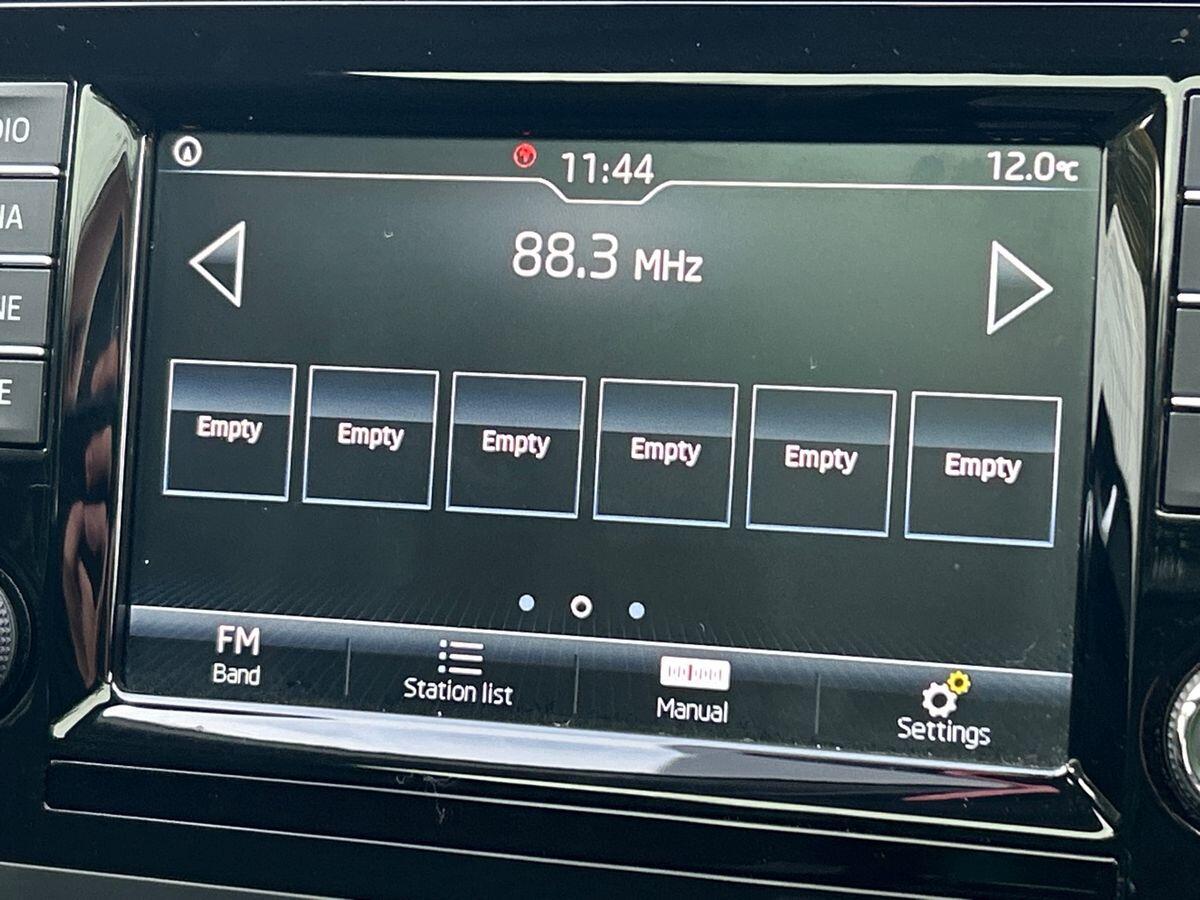 11:44
12.0°C
88.3 MHz
Empty
Empty
Empty
Empty
Empty
Empty
FM
Band
Station list
Manual
Settings